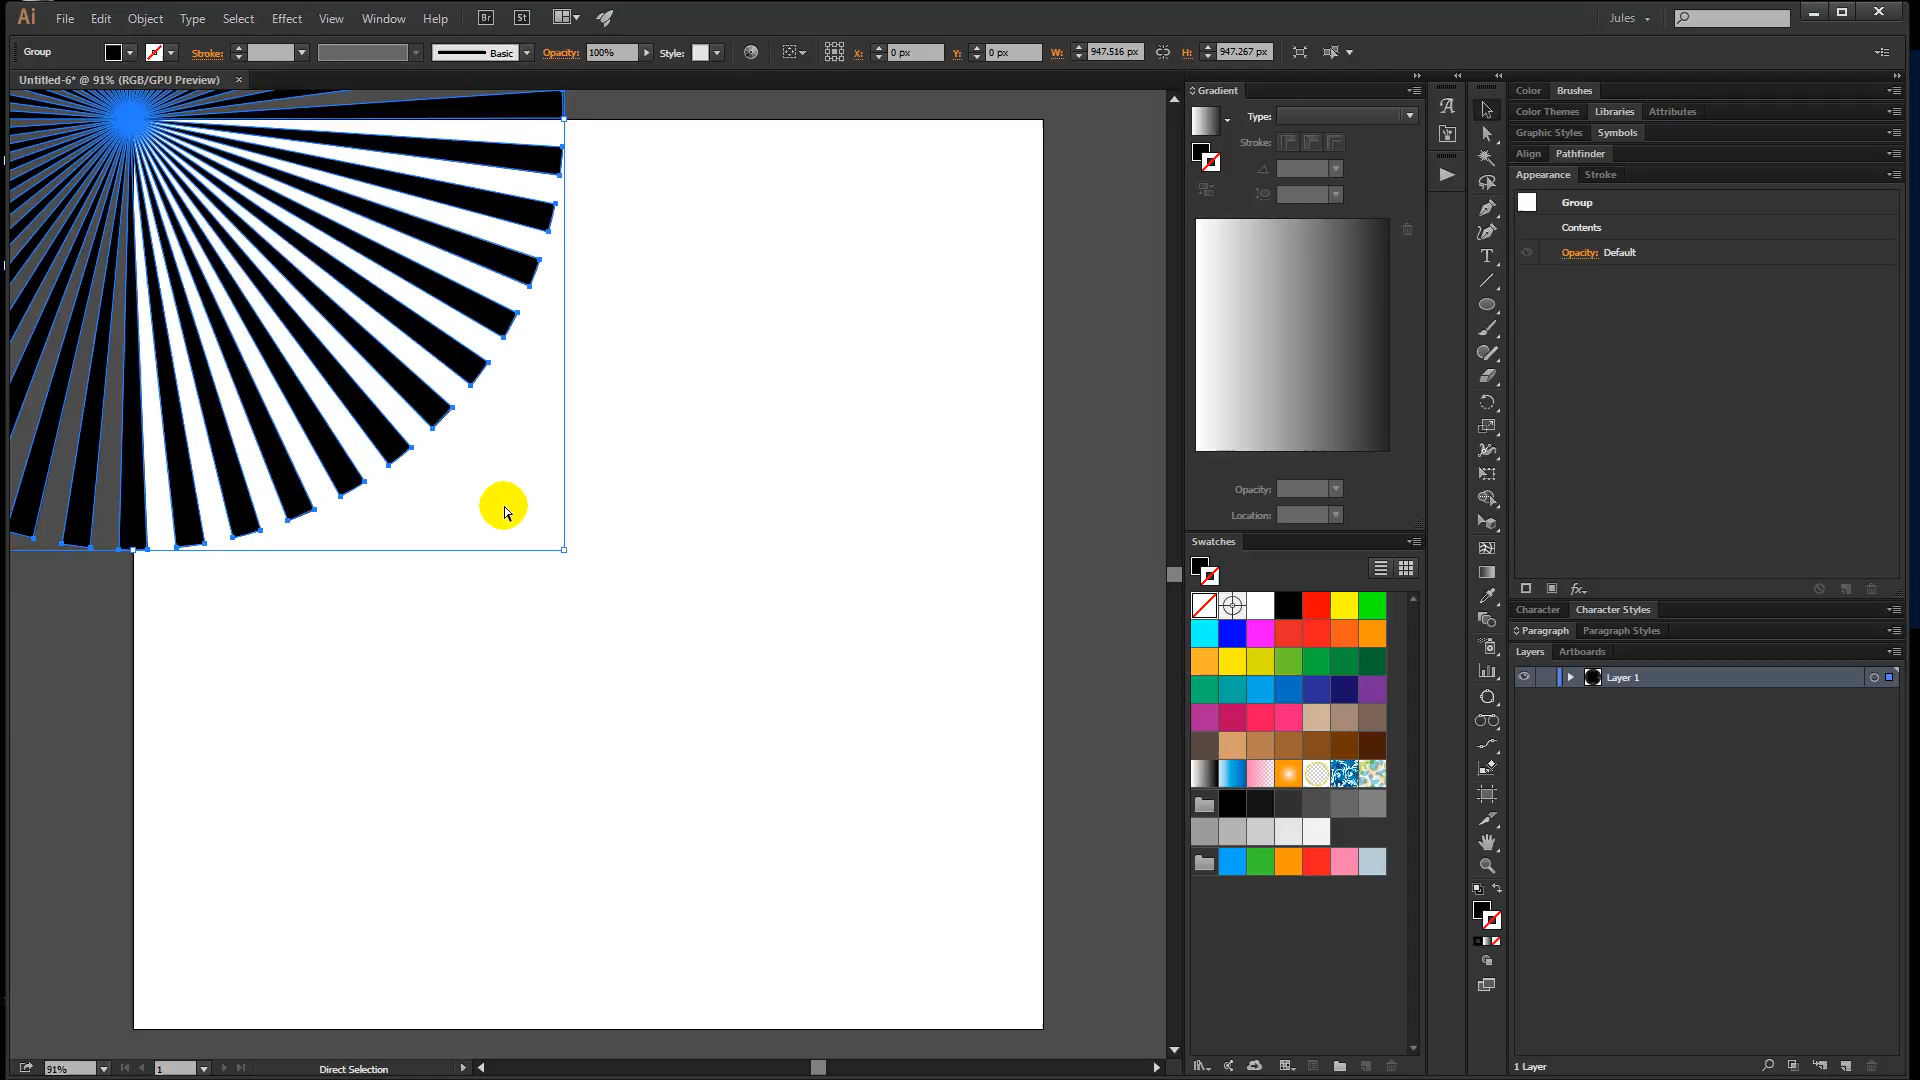 Ai File Edit Object Type Select Effect View Window Help Br St Jules
Group Stroke: Basic Opacity: 100% Style: X: 0 px Y: 0 px W: 947.516 px H: 947.267 px
Untitled-6* @ 91% (RGB/GPU Preview) ×
Gradient
Type:
Stroke:
Opacity:
Location:
Swatches
Color Brushes
Color Themes Libraries Attributes
Graphic Styles Symbols
Align Pathfinder
Appearance Stroke
Group
Contents
Opacity: Default
fx
Character Character Styles
Paragraph Paragraph Styles
Layers Artboards
Layer 1
1 Layer
91% 1 Direct Selection